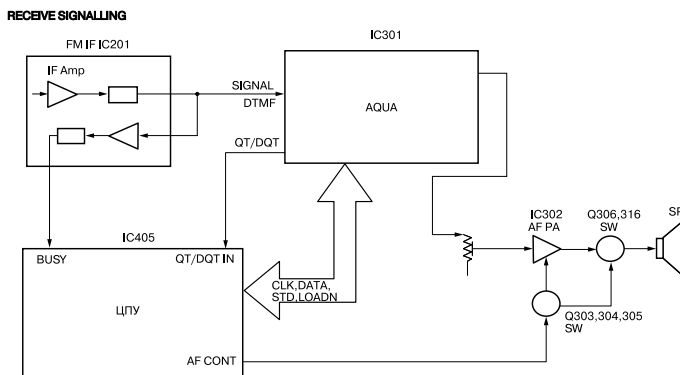 RECEIVE SIGNALLING
FM IF IC201
IC301
IF Amp
SIGNAL
DTMF
AQUA
QT/DQT
IC302
AF PA
Q306,316
SW
SP
IC405
BUSY
QT/DQT IN
CLK,DATA,
STD,LOADN
ЦПУ
Q303,304,305
SW
AF CONT